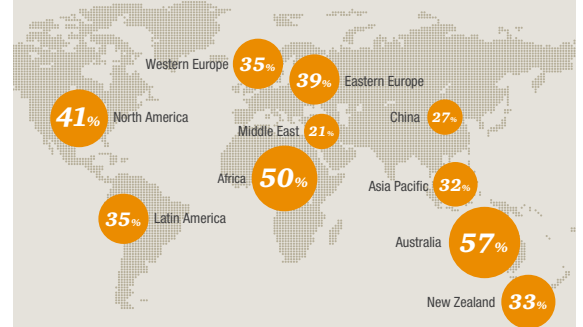 Western Europe 35%
39% Eastern Europe
41% North America
China 27%
Middle East 21%
Africa 50%
Asia Pacific 32%
35% Latin America
Australia 57%
New Zealand 33%